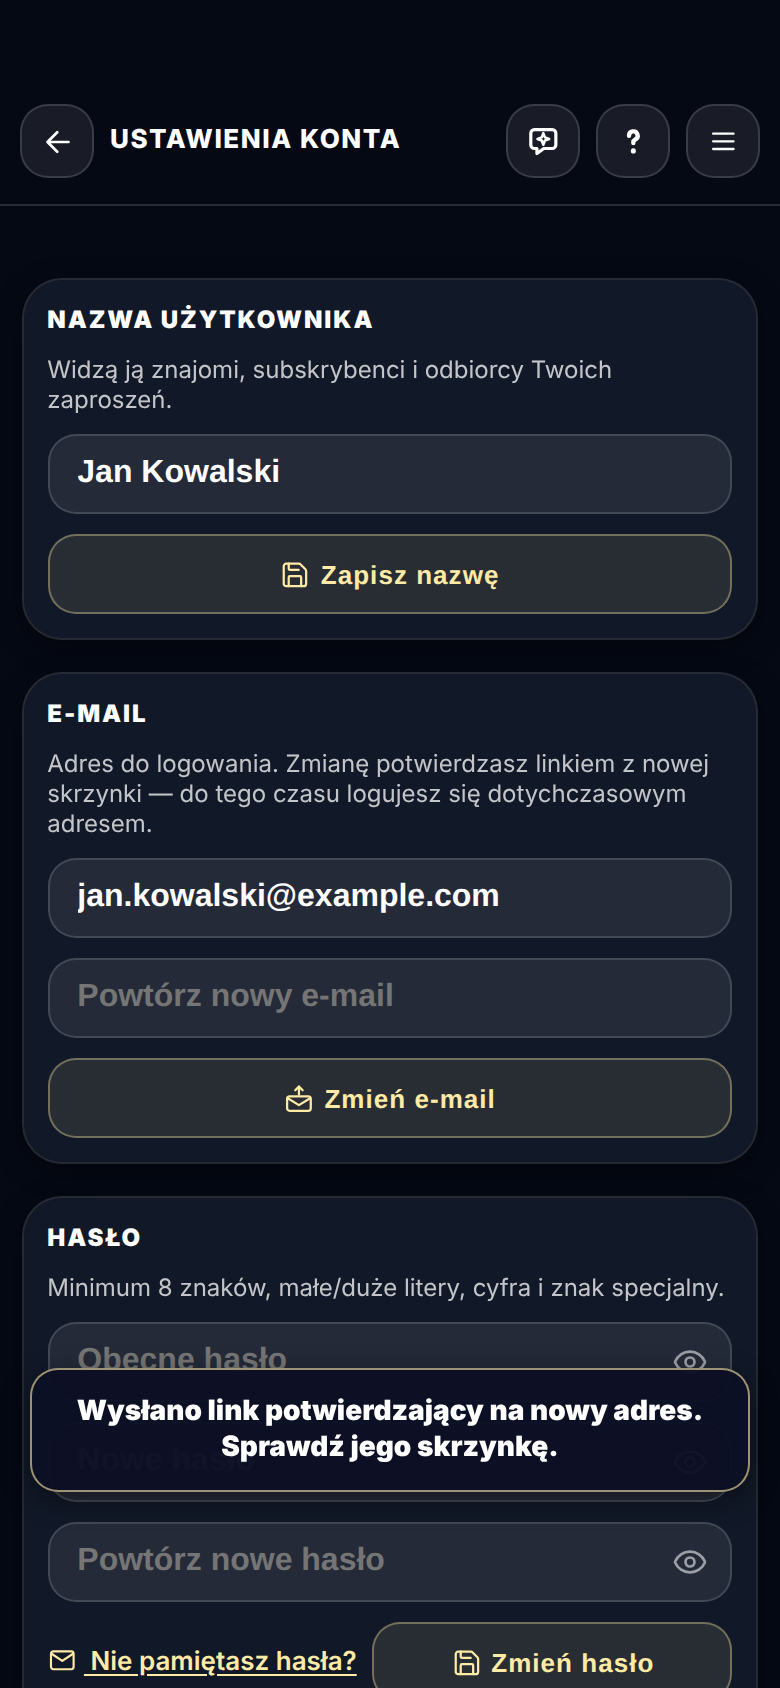 USTAWIENIA KONTA
NAZWA UŻYTKOWNIKA
Widzą ją znajomi, subskrybenci i odbiorcy Twoich
zaproszeń.
Jan Kowalski
Zapisz nazwę
E-MAIL
Adres do logowania. Zmianę potwierdzasz linkiem z nowej
skrzynki — do tego czasu logujesz się dotychczasowym
adresem.
jan.kowalski@example.com
Powtórz nowy e-mail
Zmień e-mail
HASŁO
Minimum 8 znaków, małe/duże litery, cyfra i znak specjalny.
Obecne hasło
Wysłano link potwierdzający na nowy adres.
Sprawdź jego skrzynkę.
Nowe hasło
Powtórz nowe hasło
Nie pamiętasz hasła?
Zmień hasło